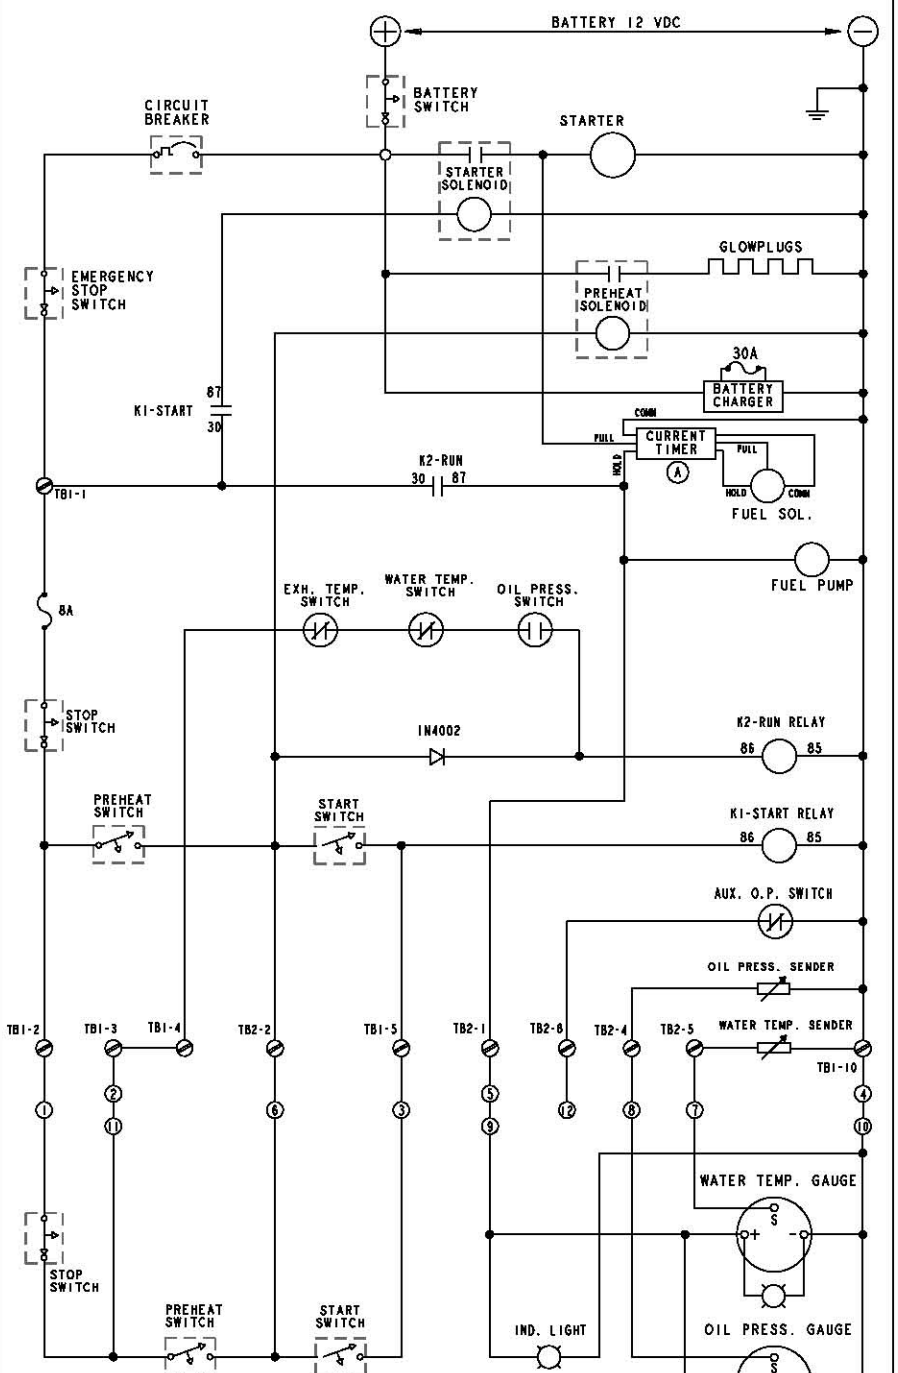 BATTERY 12 VDC
BATTERY
SWITCH
CIRCUIT
BREAKER
STARTER
STARTER
SOLENOID
EMERGENCY
STOP
SWITCH
GLOWPLUGS
PREHEAT
SOLENOID
30A
BATTERY
CHARGER
87
K1-START
30
COMM
PULL
CURRENT
TIMER
PULL
HOLD
A
HOLD
COMM
FUEL SOL.
K2-RUN
30
87
TB1-1
FUEL PUMP
8A
EXH. TEMP.
SWITCH
WATER TEMP.
SWITCH
OIL PRESS.
SWITCH
STOP
SWITCH
1N4002
K2-RUN RELAY
86
85
PREHEAT
SWITCH
START
SWITCH
K1-START RELAY
86
85
AUX. O.P. SWITCH
OIL PRESS. SENDER
TB1-2
TB1-3
TB1-4
TB2-2
TB1-5
TB2-1
TB2-6
TB2-4
TB2-5
WATER TEMP. SENDER
TB1-10
2
5
4
1
6
3
12
8
7
11
9
10
WATER TEMP. GAUGE
S
+
-
STOP
SWITCH
PREHEAT
SWITCH
START
SWITCH
IND. LIGHT
OIL PRESS. GAUGE
S